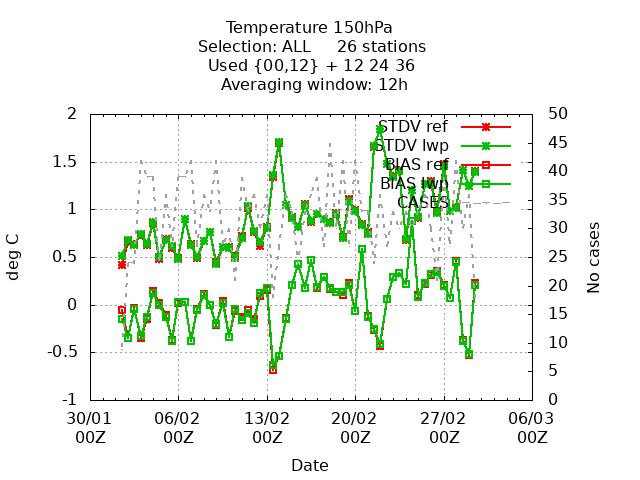 Temperature 150hPa
Selection: ALL     26 stations
Used {00,12} + 12 24 36
Averaging window: 12h
2
1.5
1
0.5
0
-0.5
-1
deg C
50
45
40
35
30
25
20
15
10
5
0
No cases
STDV ref
STDV lwp
BIAS ref
BIAS lwp
CASES
30/01 06/02 13/02 20/02 27/02 06/03
00Z 00Z 00Z 00Z 00Z 00Z
Date